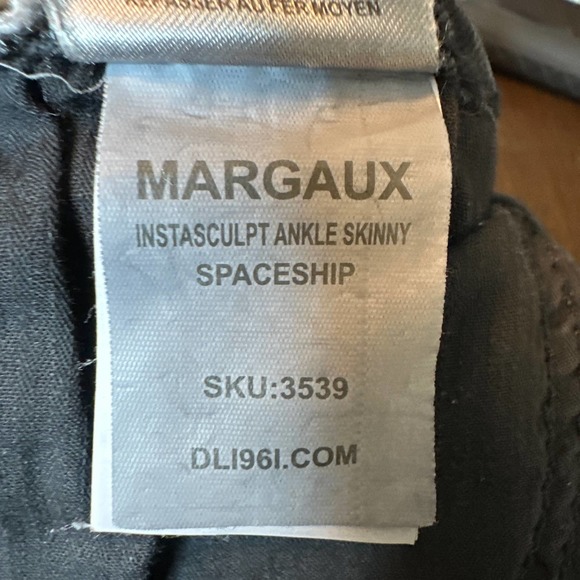 REPASSER AU FER MOYEN
MARGAUX
INSTASCULPT ANKLE SKINNY
SPACESHIP
SKU:3539
DLI96I.COM